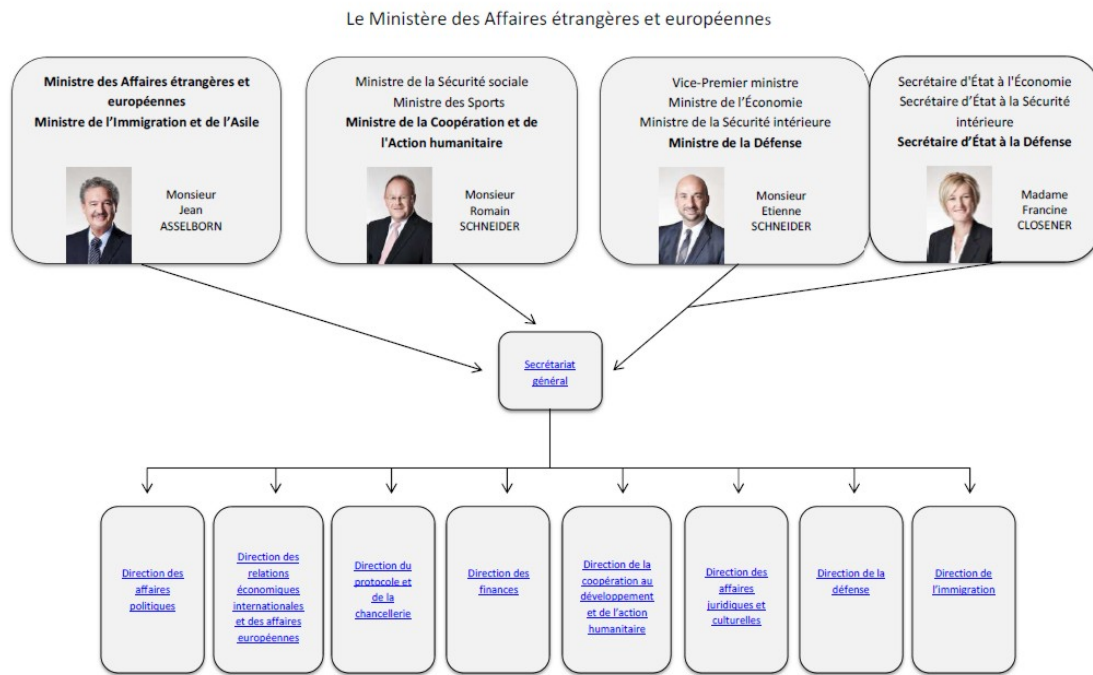 Le Ministère des Affaires étrangères et européennes
Ministre des Affaires étrangères et
européennes
Ministre de l’Immigration et de l’Asile
Monsieur
Jean
ASSELBORN
Ministre de la Sécurité sociale
Ministre des Sports
Ministre de la Coopération et de
l'Action humanitaire
Monsieur
Romain
SCHNEIDER
Vice-Premier ministre
Ministre de l’Économie
Ministre de la Sécurité intérieure
Ministre de la Défense
Monsieur
Etienne
SCHNEIDER
Secrétaire d'État à l'Économie
Secrétaire d’État à la Sécurité
intérieure
Secrétaire d’État à la Défense
Madame
Francine
CLOSENER
Secrétariat
général
Direction des
affaires
politiques
Direction des
relations
économiques
internationales
et des affaires
européennes
Direction du
protocole et de
la chancellerie
Direction des
finances
Direction de la
coopération au
développement
et de l’action
humanitaire
Direction des
affaires
juridiques et
culturelles
Direction de la
défense
Direction de
l’immigration